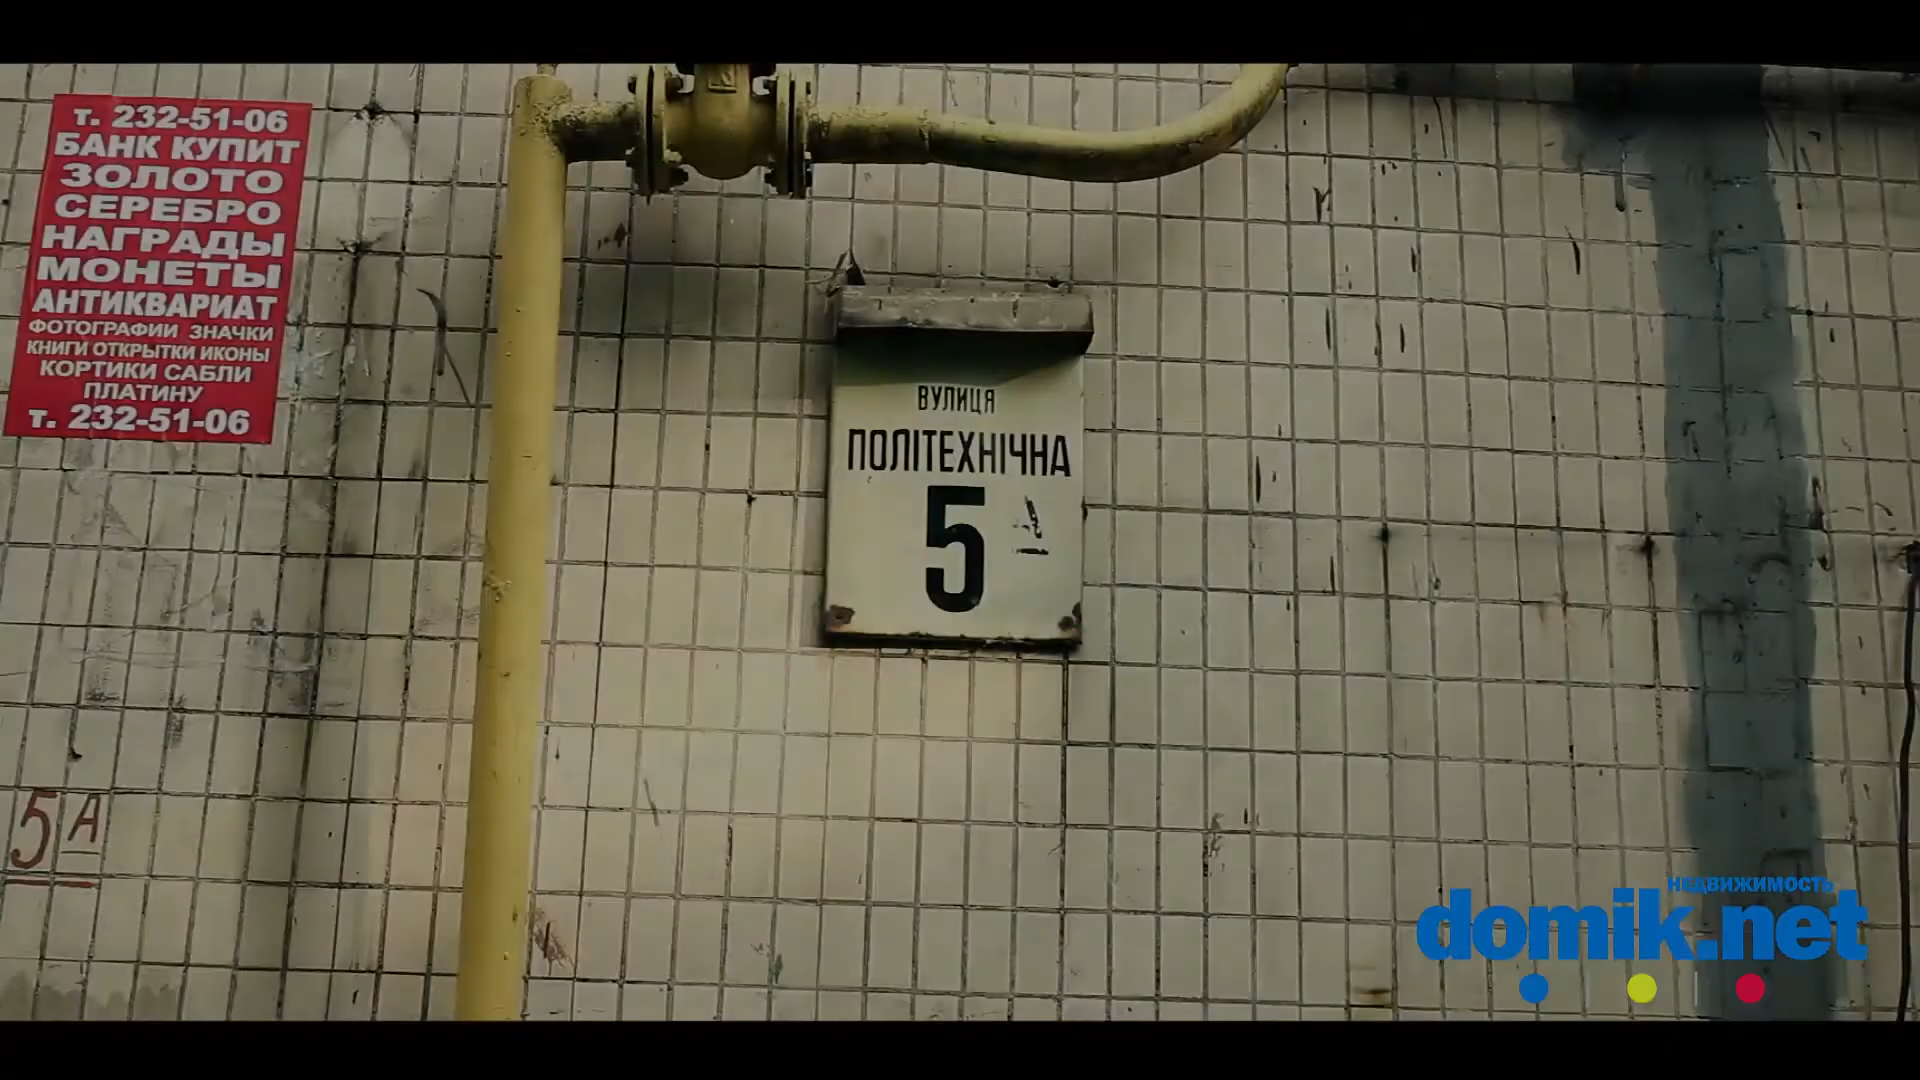 т. 232-51-06
БАНК КУПИТ
ЗОЛОТО
СЕРЕБРО
НАГРАДЫ
МОНЕТЫ
АНТИКВАРИАТ
ФОТОГРАФИИ ЗНАЧКИ
КНИГИ ОТКРЫТКИ ИКОНЫ
КОРТИКИ САБЛИ
ПЛАТИНУ
т. 232-51-06
ВУЛИЦЯ
ПОЛІТЕХНІЧНА
5
5А
недвижимость
domik.net